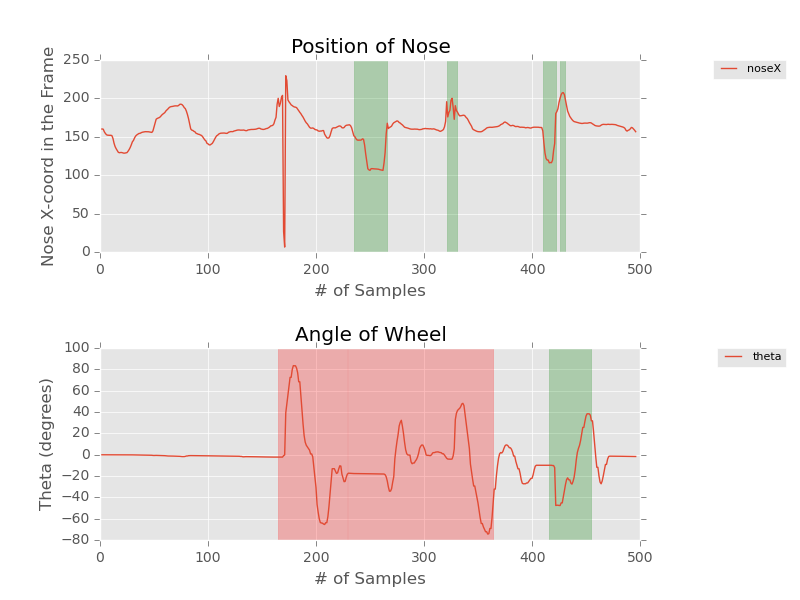 Position of Nose
Nose X-coord in the Frame
250
200
150
100
50
0
0 100 200 300 400 500
# of Samples
noseX
Angle of Wheel
Theta (degrees)
100
80
60
40
20
0
−20
−40
−60
−80
0 100 200 300 400 500
# of Samples
theta